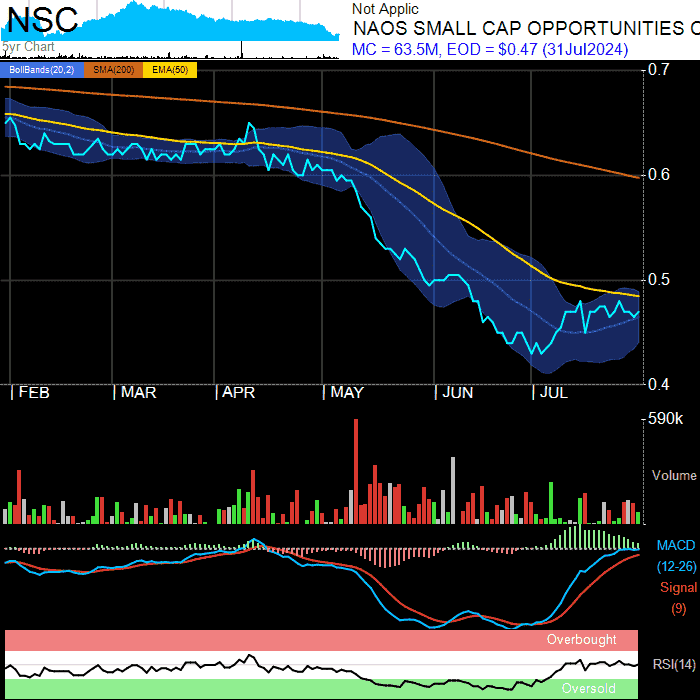 NSC
Not Applic
NAOS SMALL CAP OPPORTUNITIES C
5yr Chart
MC = 63.5M, EOD = $0.47 (31Jul2024)
BollBands(20,2) SMA(200) EMA(50)
0.7
0.6
0.5
0.4
FEB MAR APR MAY JUN JUL
590k
Volume
MACD
(12-26)
Signal
(9)
Overbought
RSI(14)
Oversold